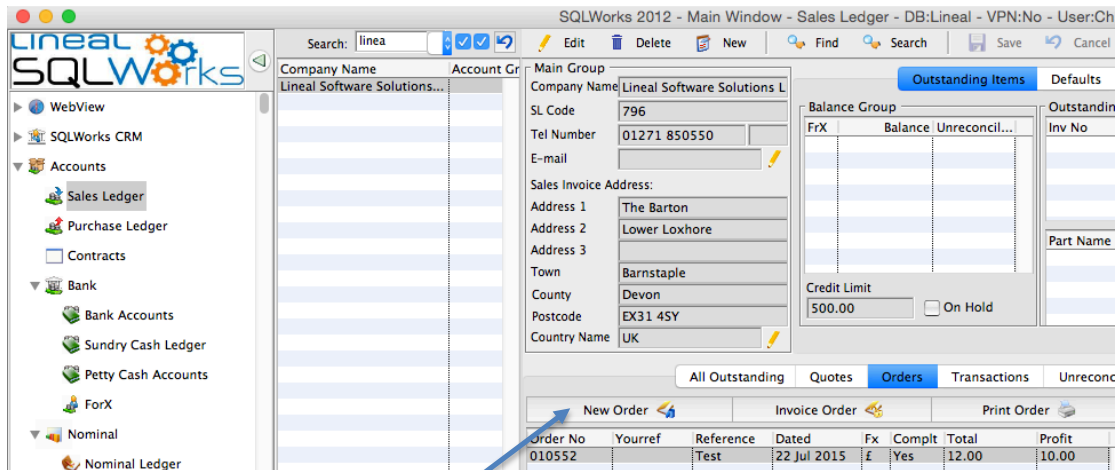 SQLWorks 2012 - Main Window - Sales Ledger - DB:Lineal - VPN:No - User:Ch
LINEAL
SQLWorks
Search: linea
Edit Delete New Find Search Save Cancel
Company Name Account Gr
Lineal Software Solutions...
WebView
SQLWorks CRM
Accounts
Sales Ledger
Purchase Ledger
Contracts
Bank
Bank Accounts
Sundry Cash Ledger
Petty Cash Accounts
ForX
Nominal
Nominal Ledger
Main Group
Company Name Lineal Software Solutions L
SL Code 796
Tel Number 01271 850550
E-mail
Sales Invoice Address:
Address 1 The Barton
Address 2 Lower Loxhore
Address 3
Town Barnstaple
County Devon
Postcode EX31 4SY
Country Name UK
Outstanding Items Defaults
Balance Group
FrX Balance Unreconcil...
Credit Limit
500.00 On Hold
Outstandin
Inv No
Part Name
All Outstanding Quotes Orders Transactions Unreconc
New Order Invoice Order Print Order
Order No Yourref Reference Dated Fx Complt Total Profit
010552 Test 22 Jul 2015 £ Yes 12.00 10.00